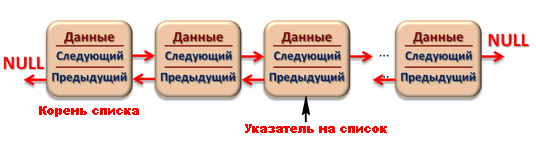 Данные Данные Данные Данные NULL
Следующий Следующий Следующий ... Следующий
NULL Предыдущий Предыдущий Предыдущий ... Предыдущий
Корень списка
Указатель на список